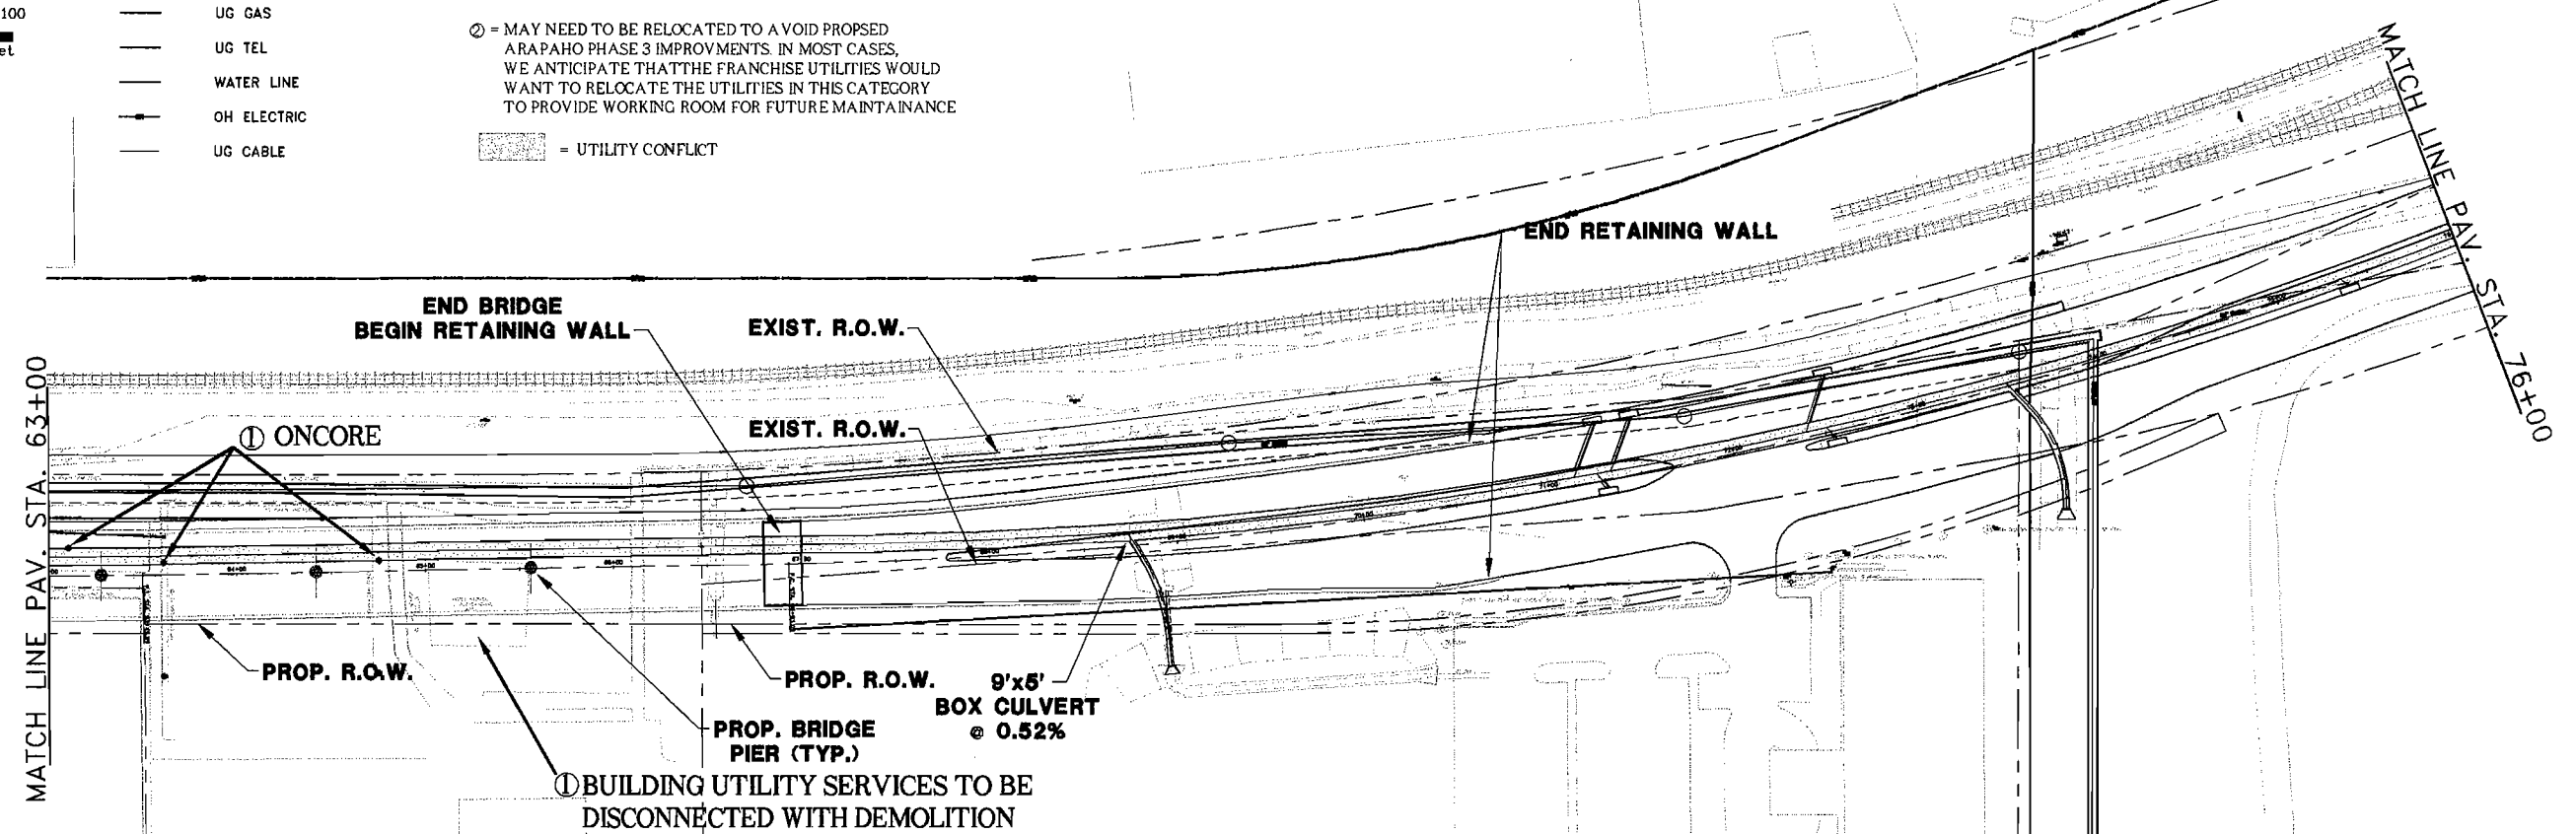 100
et
UG GAS
UG TEL
WATER LINE
OH ELECTRIC
UG CABLE
② = MAY NEED TO BE RELOCATED TO AVOID PROPSED
ARAPAHO PHASE 3 IMPROVMENTS. IN MOST CASES,
WE ANTICIPATE THATTHE FRANCHISE UTILITIES WOULD
WANT TO RELOCATE THE UTILITIES IN THIS CATEGORY
TO PROVIDE WORKING ROOM FOR FUTURE MAINTAINANCE
= UTILITY CONFLICT
MATCH LINE PAV. STA. 76+00
END RETAINING WALL
END BRIDGE
BEGIN RETAINING WALL
EXIST. R.O.W.
EXIST. R.O.W.
MATCH LINE PAV. STA. 63+00
① ONCORE
PROP. R.O.W.
PROP. R.O.W.
9'x5'
BOX CULVERT
@ 0.52%
PROP. BRIDGE
PIER (TYP.)
① BUILDING UTILITY SERVICES TO BE
DISCONNECTED WITH DEMOLITION